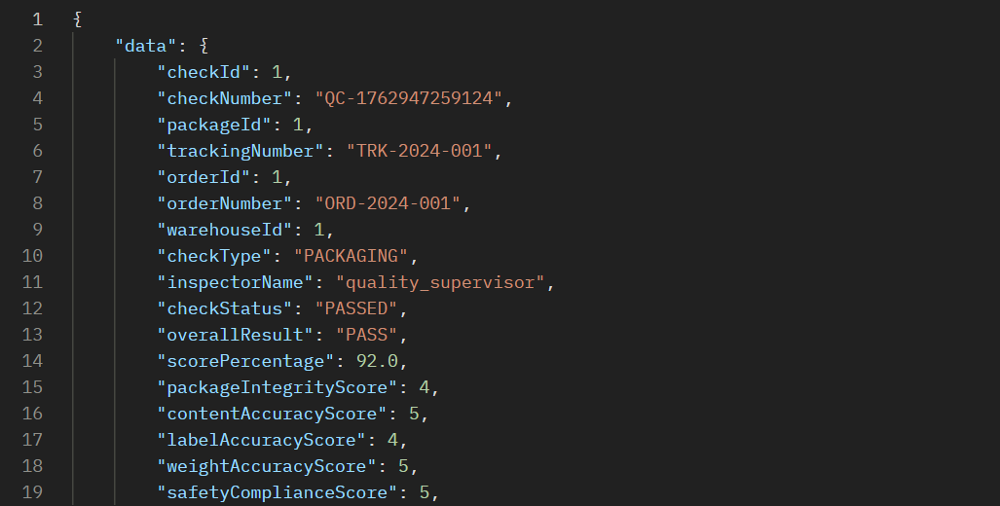 1 {
2 "data": {
3 "checkId": 1,
4 "checkNumber": "QC-1762947259124",
5 "packageId": 1,
6 "trackingNumber": "TRK-2024-001",
7 "orderId": 1,
8 "orderNumber": "ORD-2024-001",
9 "warehouseId": 1,
10 "checkType": "PACKAGING",
11 "inspectorName": "quality_supervisor",
12 "checkStatus": "PASSED",
13 "overallResult": "PASS",
14 "scorePercentage": 92.0,
15 "packageIntegrityScore": 4,
16 "contentAccuracyScore": 5,
17 "labelAccuracyScore": 4,
18 "weightAccuracyScore": 5,
19 "safetyComplianceScore": 5,